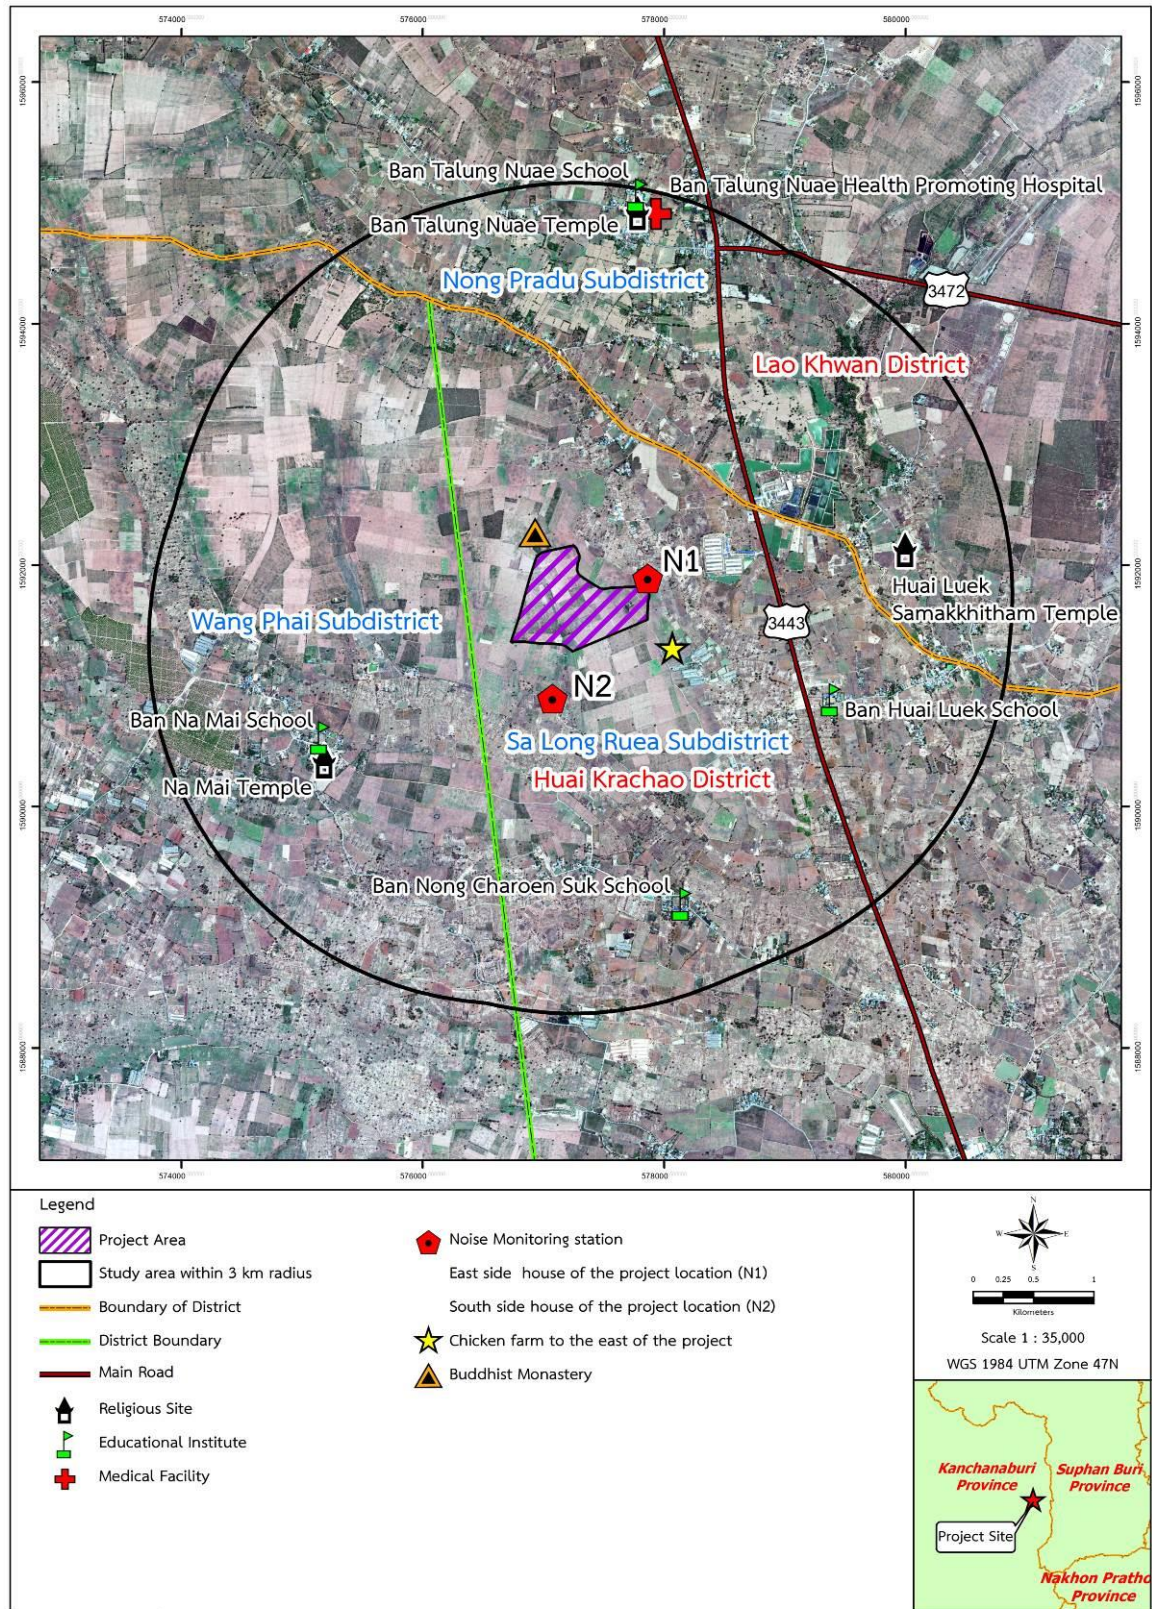 574000
576000
578000
580000
1596000
1596000
Ban Talung Nuae School
Ban Talung Nuae Health Promoting Hospital
Ban Talung Nuae Temple
Nong Pradu Subdistrict
3472
1594000
1594000
Lao Khwan District
N1
1592000
1592000
Huai Luek
Samakkhitham Temple
Wang Phai Subdistrict
3443
N2
Ban Na Mai School
Ban Huai Luek School
Sa Long Ruea Subdistrict
Huai Krachao District
Na Mai Temple
1590000
1590000
Ban Nong Charoen Suk School
1588000
1588000
574000
576000
578000
580000
Legend
Project Area
Study area within 3 km radius
Boundary of District
District Boundary
Main Road
Religious Site
Educational Institute
Medical Facility
Noise Monitoring station
East side house of the project location (N1)
South side house of the project location (N2)
Chicken farm to the east of the project
Buddhist Monastery
N
W E
S
0 0.25 0.5 1
Kilometers
Scale 1 : 35,000
WGS 1984 UTM Zone 47N
Kanchanaburi
Province
Suphan Buri
Province
Project Site
Nakhon Pratho
Province